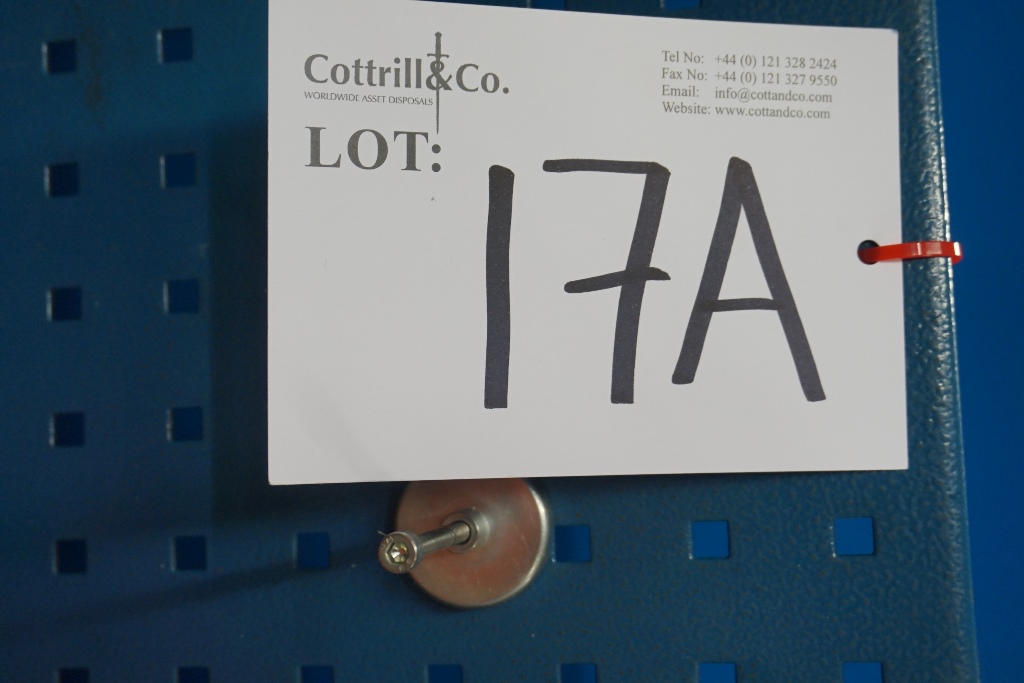 Cottrill&Co.
WORLDWIDE ASSET DISPOSALS
Tel No: +44 (0) 121 328 2424
Fax No: +44 (0) 121 327 9550
Email: info@cottandco.com
Website: www.cottandco.com
LOT:
17A